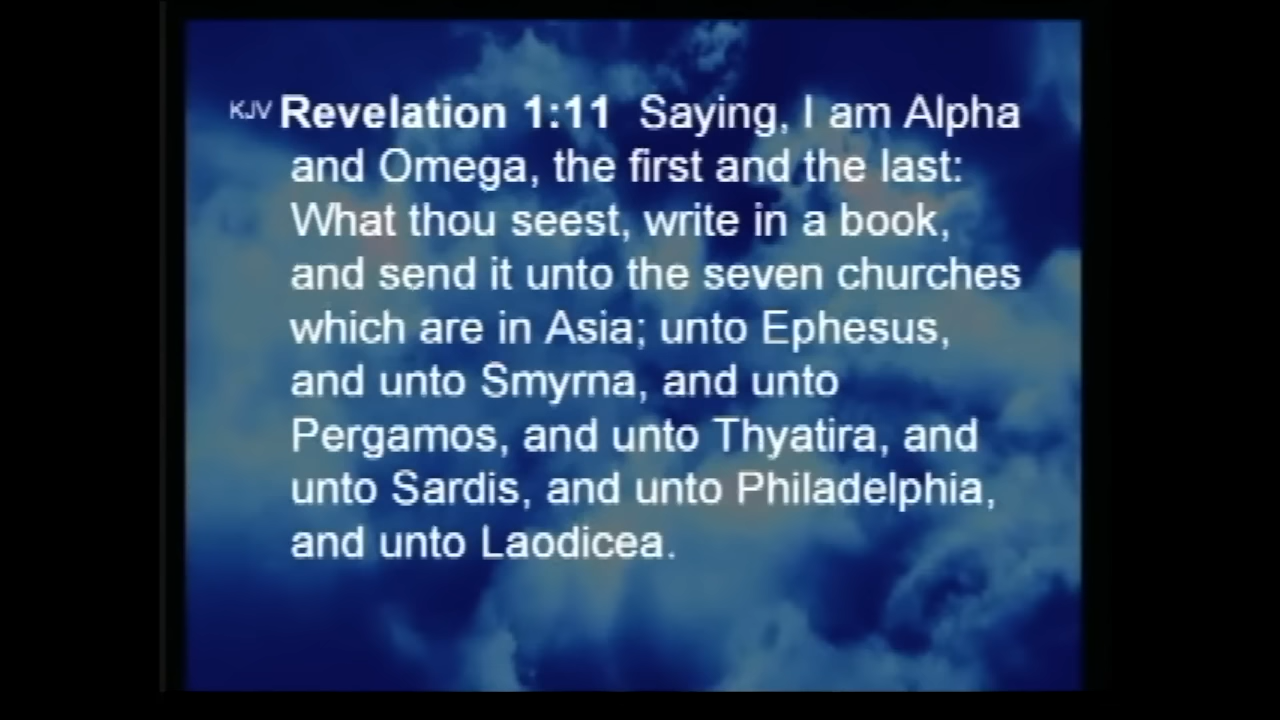 KJV Revelation 1:11 Saying, I am Alpha
and Omega, the first and the last:
What thou seest, write in a book,
and send it unto the seven churches
which are in Asia; unto Ephesus,
and unto Smyrna, and unto
Pergamos, and unto Thyatira, and
unto Sardis, and unto Philadelphia,
and unto Laodicea.